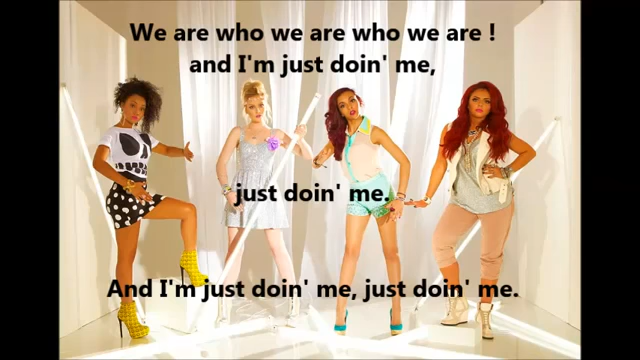 We are who we are who we are !
and I'm just doin' me,
just doin' me.
And I'm just doin' me, just doin' me.